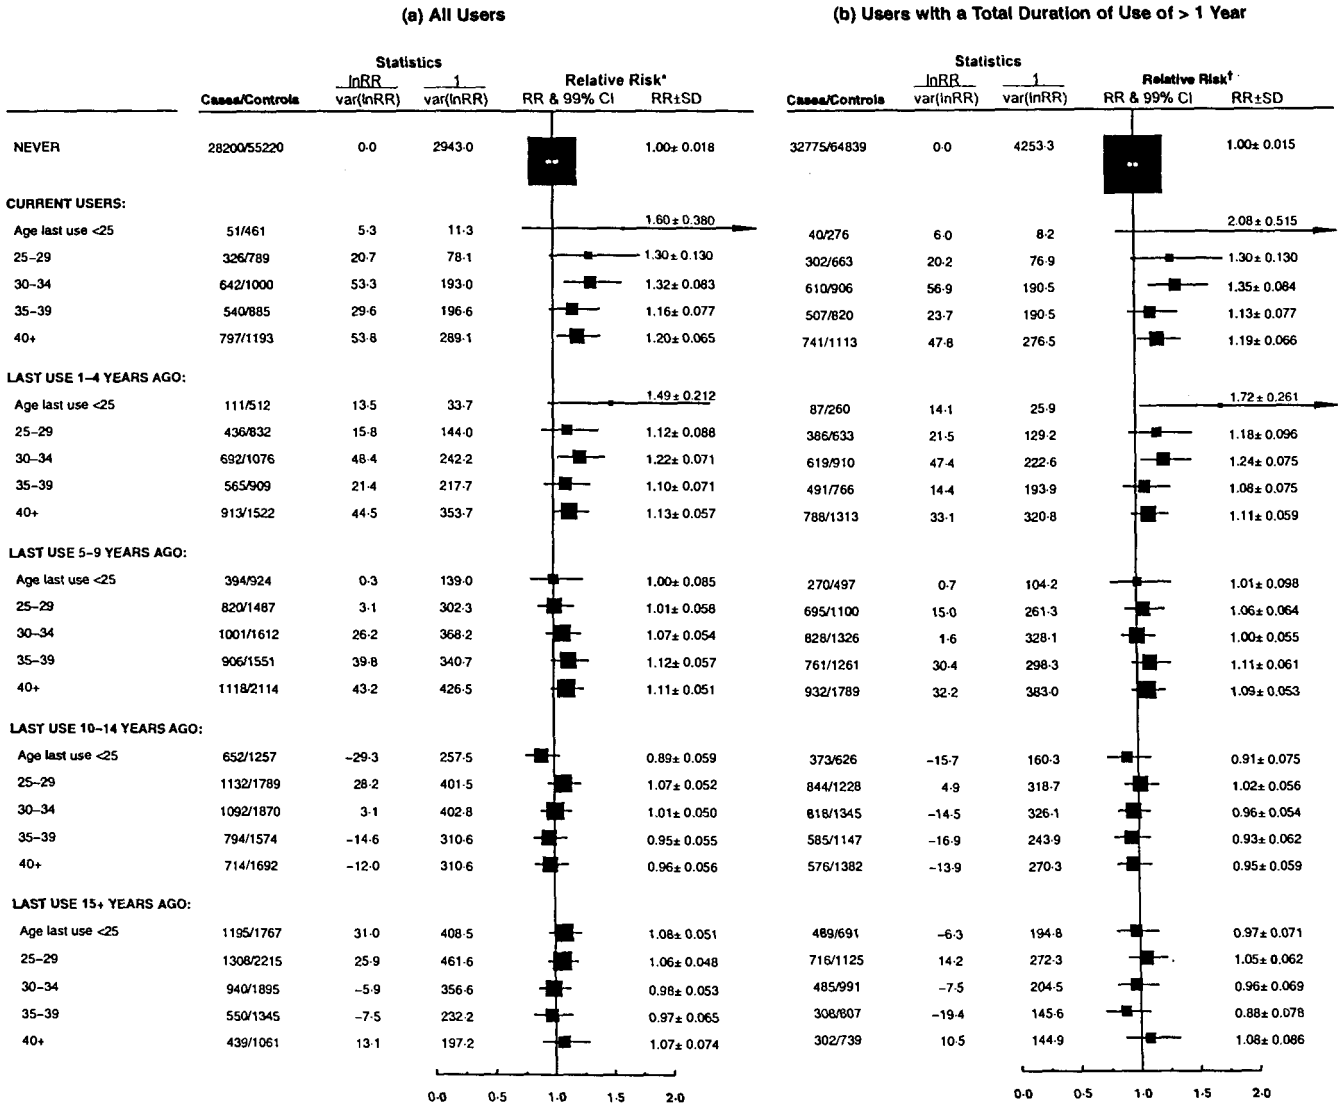 (a) All Users (b) Users with a Total Duration of Use of > 1 Year
Statistics Statistics
lnRR 1 Relative Risk* lnRR 1 Relative Risk†
Cases/Controls var(lnRR) var(lnRR) RR & 99% CI RR±SD Cases/Controls var(lnRR) var(lnRR) RR & 99% CI RR±SD
NEVER 28200/55220 0·0 2943·0 1.00± 0.018 32775/64839 0·0 4253·3 1.00± 0.015
CURRENT USERS:
Age last use <25 51/461 5·3 11·3 1.60± 0.380 40/276 6·0 8·2 2.08± 0.515
25–29 326/789 20·7 78·1 1.30± 0.130 302/663 20·2 76·9 1.30± 0.130
30–34 642/1000 53·3 193·0 1.32± 0.083 610/906 56·9 190·5 1.35± 0.084
35–39 540/885 29·6 196·6 1.16± 0.077 507/820 23·7 190·5 1.13± 0.077
40+ 797/1193 53·8 289·1 1.20± 0.065 741/1113 47·8 276·5 1.19± 0.066
LAST USE 1–4 YEARS AGO:
Age last use <25 111/512 13·5 33·7 1.49± 0.212 87/260 14·1 25·9 1.72± 0.261
25–29 436/832 15·8 144·0 1.12± 0.088 386/633 21·5 129·2 1.18± 0.096
30–34 692/1076 48·4 242·2 1.22± 0.071 619/910 47·4 222·6 1.24± 0.075
35–39 565/909 21·4 217·7 1.10± 0.071 491/766 14·4 193·9 1.08± 0.075
40+ 913/1522 44·5 353·7 1.13± 0.057 788/1313 33·1 320·8 1.11± 0.059
LAST USE 5–9 YEARS AGO:
Age last use <25 394/924 0·3 139·0 1.00± 0.085 270/497 0·7 104·2 1.01± 0.098
25–29 820/1487 3·1 302·3 1.01± 0.058 695/1100 15·0 261·3 1.06± 0.064
30–34 1001/1612 26·2 368·2 1.07± 0.054 828/1326 1·6 328·1 1.00± 0.055
35–39 906/1551 39·8 340·7 1.12± 0.057 761/1261 30·4 298·3 1.11± 0.061
40+ 1118/2114 43·2 426·5 1.11± 0.051 932/1789 32·2 383·0 1.09± 0.053
LAST USE 10–14 YEARS AGO:
Age last use <25 652/1257 –29·3 257·5 0.89± 0.059 373/626 –15·7 160·3 0.91± 0.075
25–29 1132/1789 28·2 401·5 1.07± 0.052 844/1228 4·9 318·7 1.02± 0.056
30–34 1092/1870 3·1 402·8 1.01± 0.050 818/1345 –14·5 326·1 0.96± 0.054
35–39 794/1574 –14·6 310·6 0.95± 0.055 585/1147 –16·9 243·9 0.93± 0.062
40+ 714/1692 –12·0 310·6 0.96± 0.056 576/1382 –13·9 270·3 0.95± 0.059
LAST USE 15+ YEARS AGO:
Age last use <25 1195/1767 31·0 408·5 1.08± 0.051 489/691 –6·3 194·8 0.97± 0.071
25–29 1308/2215 25·9 461·6 1.06± 0.048 716/1125 14·2 272·3 1.05± 0.062
30–34 940/1895 –5·9 356·6 0.98± 0.053 485/991 –7·5 204·5 0.96± 0.069
35–39 550/1345 –7·5 232·2 0.97± 0.065 308/807 –19·4 145·6 0.88± 0.078
40+ 439/1061 13·1 197·2 1.07± 0.074 302/739 10·5 144·9 1.08± 0.086
0·0 0·5 1·0 1·5 2·0 0·0 0·5 1·0 1·5 2·0